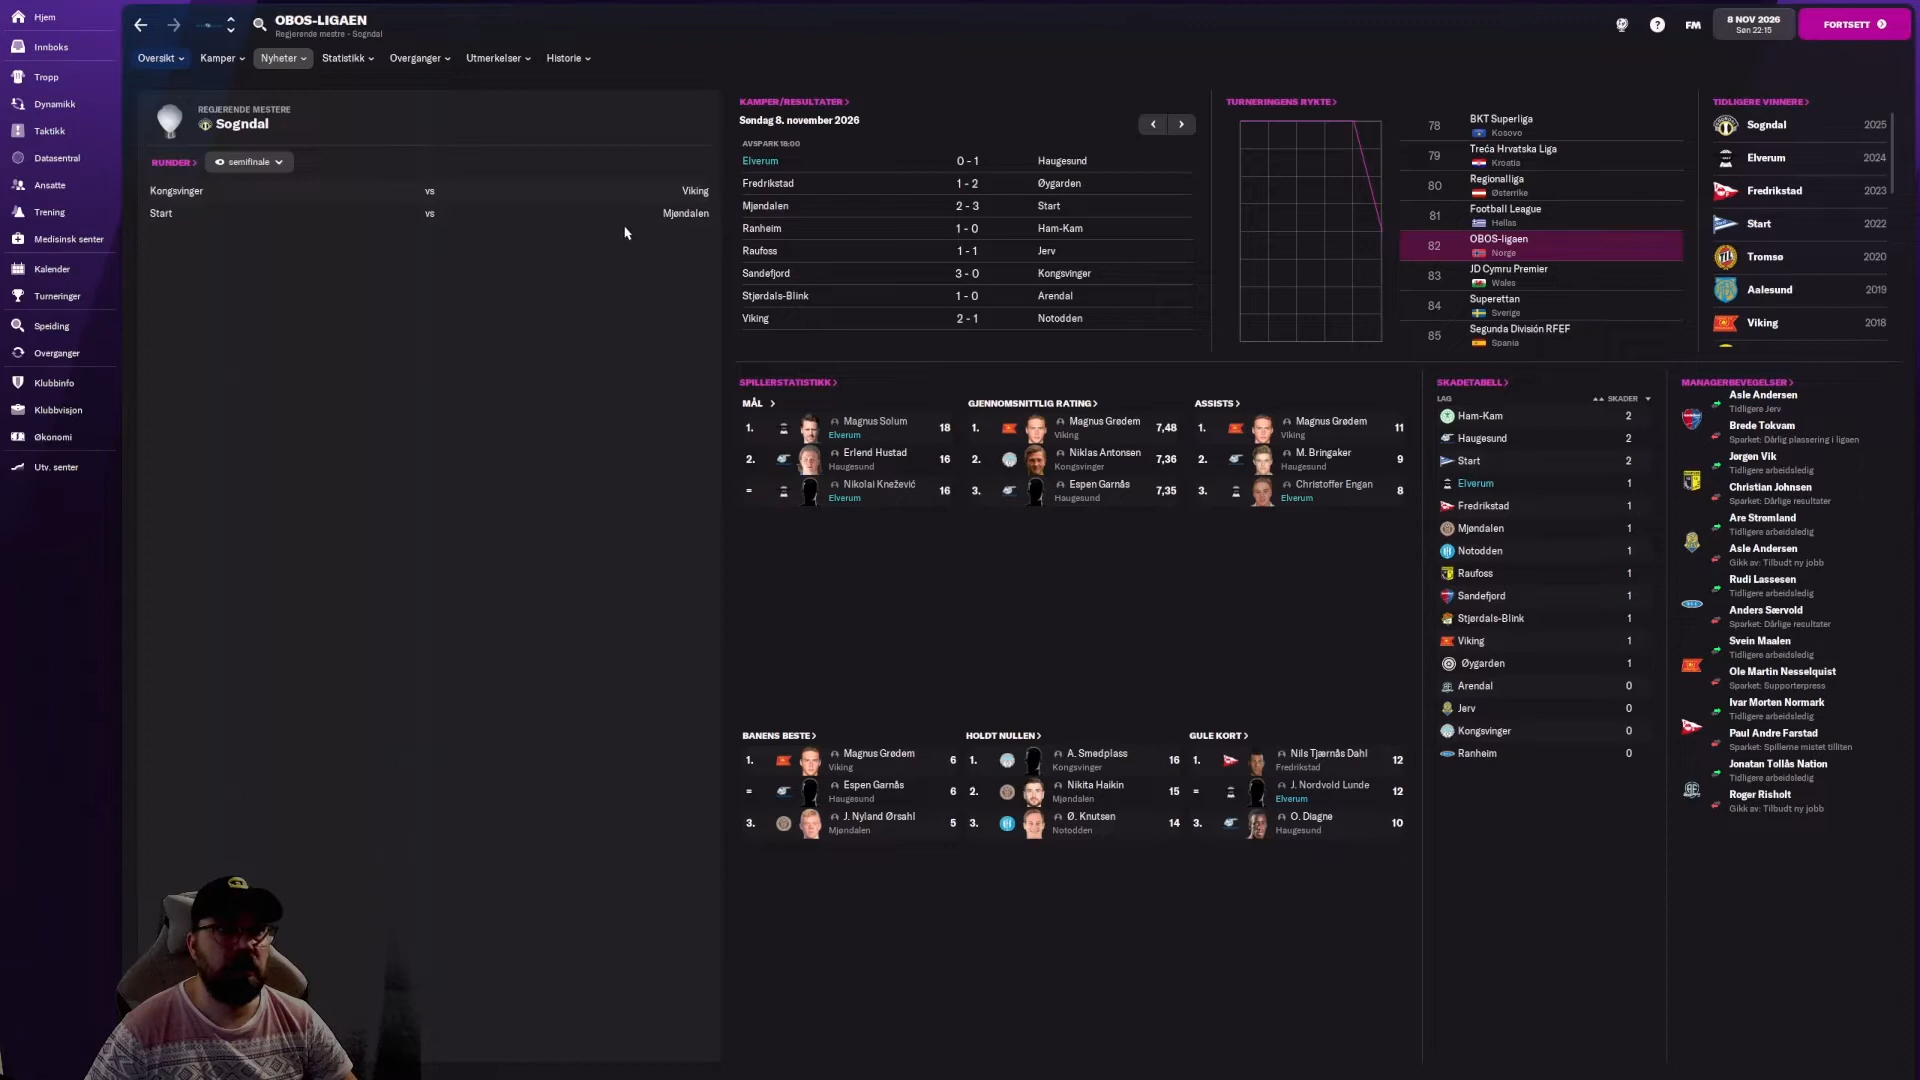 Hjem
Innboks
Tropp
Dynamikk
Taktikk
Datasentral
Ansatte
Trening
Medisinsk senter
Kalender
Turneringer
Speiding
Overganger
Klubbinfo
Klubbvisjon
Økonomi
Utv. senter
OBOS-LIGAEN
Regjerende mestre - Sogndal
FM
8 NOV 2026
Søn 22:15
FORTSETT
Oversikt
Kamper
Nyheter
Statistikk
Overganger
Utmerkelser
Historie
REGJERENDE MESTERE
Sogndal
RUNDER >
semifinale
Kongsvinger vs Viking
Start vs Mjøndalen
KAMPER/RESULTATER >
Søndag 8. november 2026
AVSPARK 18:00
Elverum 0 - 1 Haugesund
Fredrikstad 1 - 2 Øygarden
Mjøndalen 2 - 3 Start
Ranheim 1 - 0 Ham-Kam
Raufoss 1 - 1 Jerv
Sandefjord 3 - 0 Kongsvinger
Stjørdals-Blink 1 - 0 Arendal
Viking 2 - 1 Notodden
TURNERINGENS RYKTE >
78 BKT Superliga
Kosovo
79 Treća Hrvatska Liga
Kroatia
80 Regionalliga
Østerrike
81 Football League
Hellas
82 OBOS-ligaen
Norge
83 JD Cymru Premier
Wales
84 Superettan
Sverige
85 Segunda División RFEF
Spania
TIDLIGERE VINNERE >
Sogndal 2025
Elverum 2024
Fredrikstad 2023
Start 2022
Tromsø 2020
Aalesund 2019
Viking 2018
SPILLERSTATISTIKK >
MÅL >
1. Magnus Solum 18
Elverum
2. Erlend Hustad 16
Haugesund
= Nikolai Knežević 16
Elverum
GJENNOMSNITTLIG RATING >
1. Magnus Grødem 7,48
Viking
2. Niklas Antonsen 7,36
Kongsvinger
3. Espen Garnås 7,35
Haugesund
ASSISTS >
1. Magnus Grødem 11
Viking
2. M. Bringaker 9
Haugesund
3. Christoffer Engan 8
Elverum
BANENS BESTE >
1. Magnus Grødem 6
Viking
= Espen Garnås 6
Haugesund
3. J. Nyland Ørsahl 5
Mjøndalen
HOLDT NULLEN >
1. A. Smedplass 16
Kongsvinger
2. Nikita Haikin 15
Mjøndalen
3. Ø. Knutsen 14
Notodden
GULE KORT >
1. Nils Tjærnås Dahl 12
Fredrikstad
= J. Nordvold Lunde 12
Elverum
3. O. Diagne 10
Haugesund
SKADETABELL >
LAG SKADER
Ham-Kam 2
Haugesund 2
Start 2
Elverum 1
Fredrikstad 1
Mjøndalen 1
Notodden 1
Raufoss 1
Sandefjord 1
Stjørdals-Blink 1
Viking 1
Øygarden 1
Arendal 0
Jerv 0
Kongsvinger 0
Ranheim 0
MANAGERBEVEGELSER >
Asle Andersen
Tidligere Jerv
Brede Tokvam
Sparket: Dårlig plassering i ligaen
Jørgen Vik
Tidligere arbeidsledig
Christian Johnsen
Sparket: Dårlige resultater
Are Strømland
Tidligere arbeidsledig
Asle Andersen
Gikk av: Tilbudt ny jobb
Rudi Lassesen
Tidligere arbeidsledig
Anders Særvold
Sparket: Dårlige resultater
Svein Maalen
Tidligere arbeidsledig
Ole Martin Nesselquist
Sparket: Supporterpress
Ivar Morten Normark
Tidligere arbeidsledig
Paul Andre Farstad
Sparket: Spillerne mistet tilliten
Jonatan Tollås Nation
Tidligere arbeidsledig
Roger Risholt
Gikk av: Tilbudt ny jobb